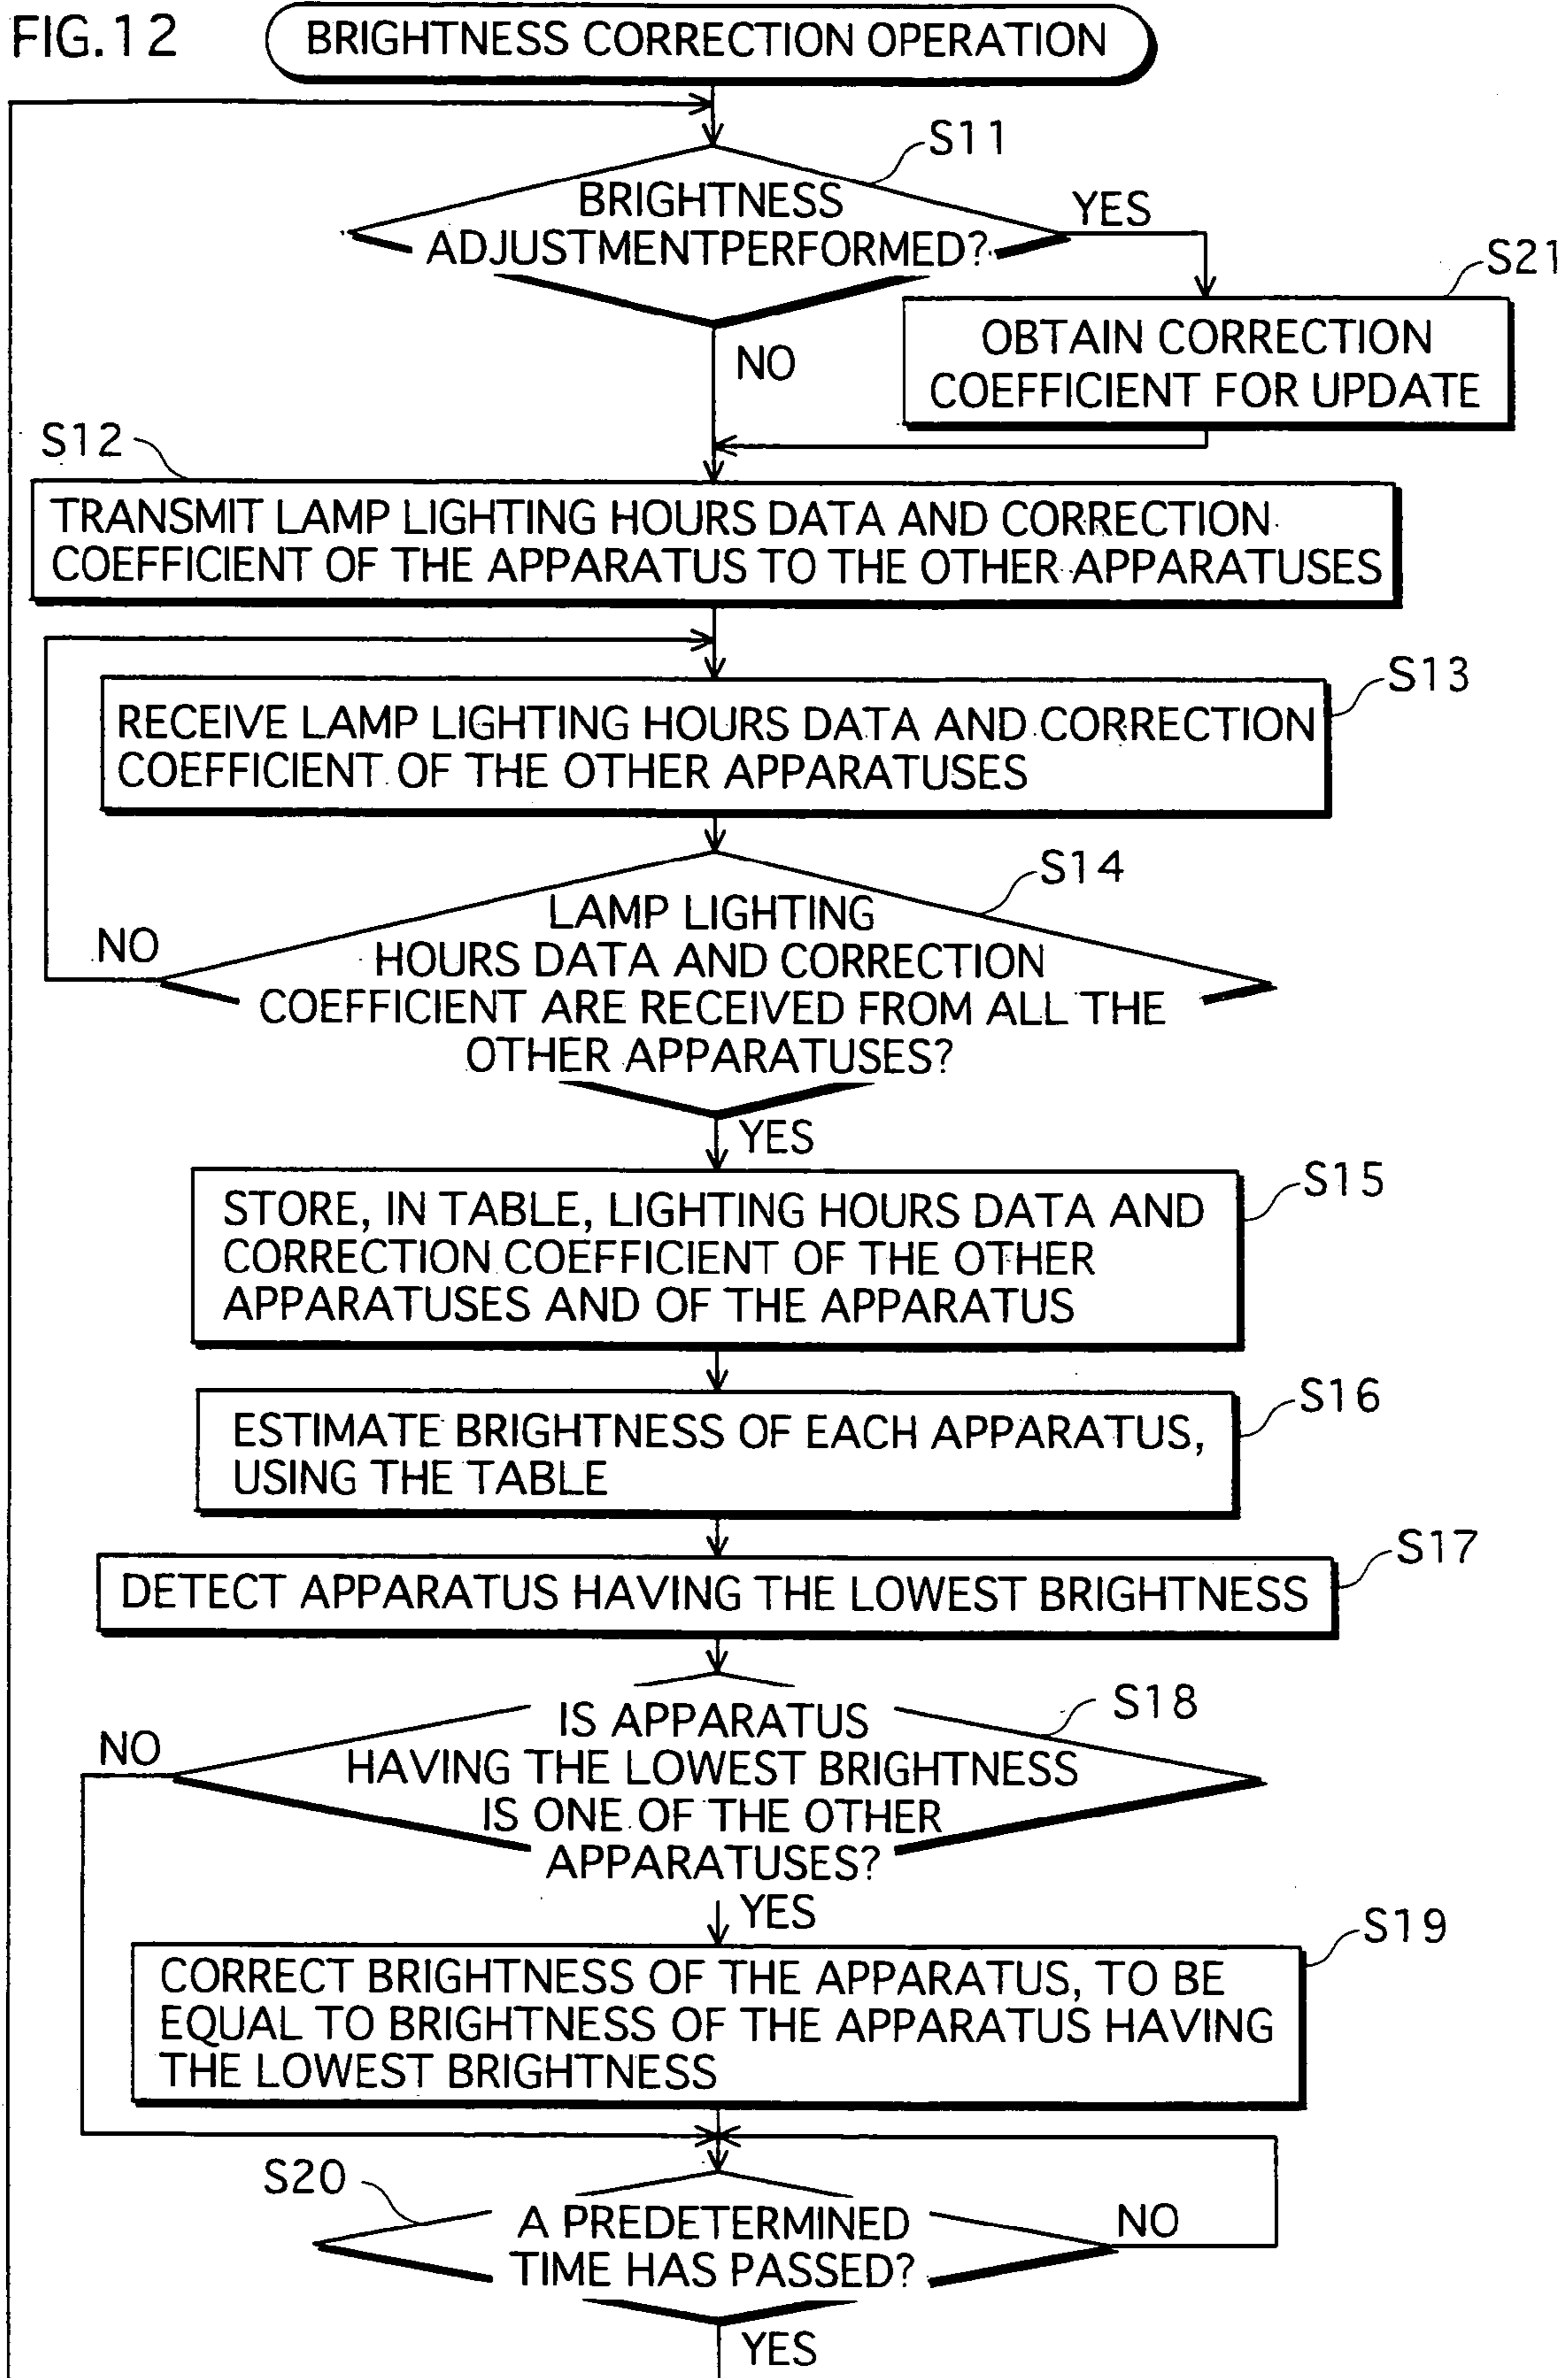 FIG.12
BRIGHTNESS CORRECTION OPERATION
S11
BRIGHTNESS
ADJUSTMENTPERFORMED?
YES
S21
OBTAIN CORRECTION
COEFFICIENT FOR UPDATE
NO
S12
TRANSMIT LAMP LIGHTING HOURS DATA AND CORRECTION
COEFFICIENT OF THE APPARATUS TO THE OTHER APPARATUSES
S13
RECEIVE LAMP LIGHTING HOURS DATA AND CORRECTION
COEFFICIENT OF THE OTHER APPARATUSES
S14
LAMP LIGHTING
HOURS DATA AND CORRECTION
COEFFICIENT ARE RECEIVED FROM ALL THE
OTHER APPARATUSES?
NO
YES
S15
STORE, IN TABLE, LIGHTING HOURS DATA AND
CORRECTION COEFFICIENT OF THE OTHER
APPARATUSES AND OF THE APPARATUS
S16
ESTIMATE BRIGHTNESS OF EACH APPARATUS,
USING THE TABLE
S17
DETECT APPARATUS HAVING THE LOWEST BRIGHTNESS
S18
IS APPARATUS
HAVING THE LOWEST BRIGHTNESS
IS ONE OF THE OTHER
APPARATUSES?
NO
YES
S19
CORRECT BRIGHTNESS OF THE APPARATUS, TO BE
EQUAL TO BRIGHTNESS OF THE APPARATUS HAVING
THE LOWEST BRIGHTNESS
S20
A PREDETERMINED
TIME HAS PASSED?
NO
YES